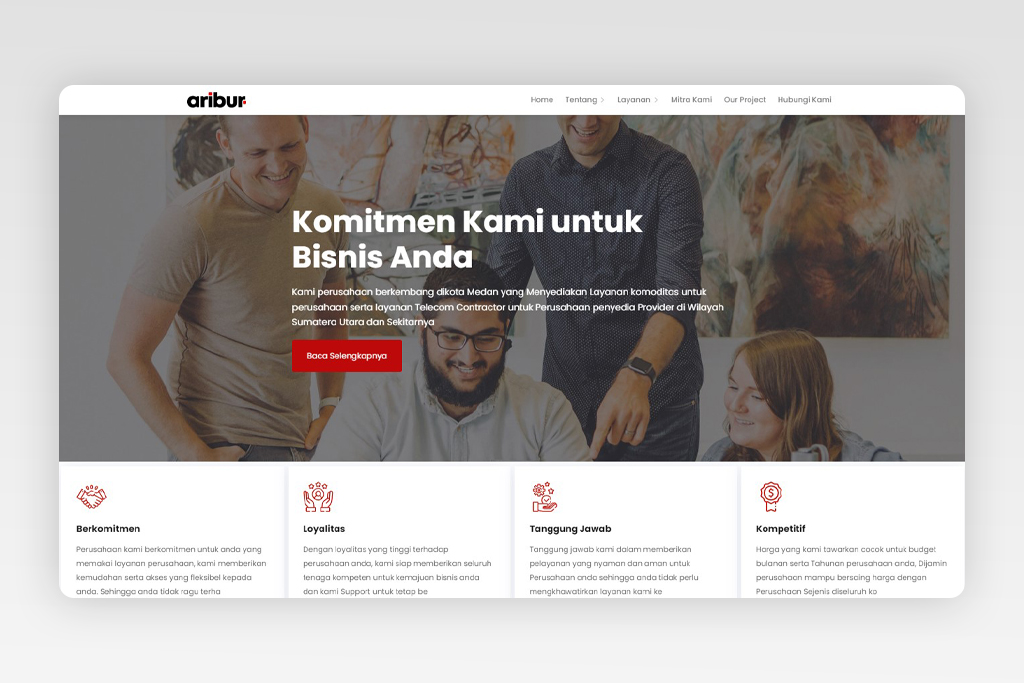 aribur
Home Tentang Layanan Mitra Kami Our Project Hubungi Kami
Komitmen Kami untuk
Bisnis Anda
Kami perusahaan berkembang dikota Medan yang Menyediakan Layanan komoditas untuk
perusahaan serta layanan Telecom Contractor untuk Perusahaan penyedia Provider di Wilayah
Sumatera Utara dan Sekitarnya
Baca Selengkapnya
Berkomitmen
Perusahaan kami berkomitmen untuk anda yang
memakai layanan perusahaan, kami memberikan
kemudahan serta akses yang fleksibel kepada
anda. Sehingga anda tidak ragu terha
Loyalitas
Dengan loyalitas yang tinggi terhadap
perusahaan anda, kami siap memberikan seluruh
tenaga kompeten untuk kemajuan bisnis anda
dan kami Support untuk tetap be
Tanggung Jawab
Tanggung jawab kami dalam memberikan
pelayanan yang nyaman dan aman untuk
Perusahaan anda sehingga anda tidak perlu
mengkhawatirkan layanan kami ke
Kompetitif
Harga yang kami tawarkan cocok untuk budget
bulanan serta Tahunan perusahaan anda, Dijamin
perusahaan mampu bersaing harga dengan
Perusahaan Sejenis diseluruh ko